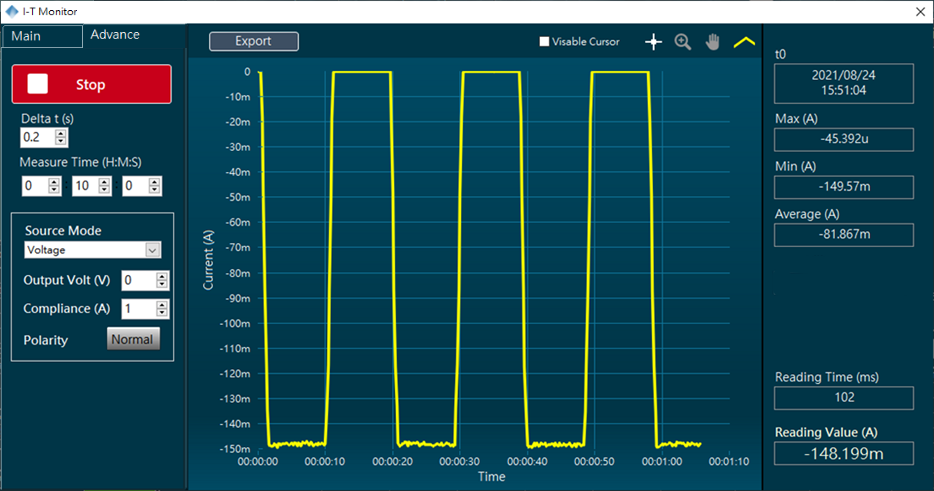 I-T Monitor
Main
Advance
Stop
Delta t (s)
0.2
Measure Time (H:M:S)
0 : 10 : 0
Source Mode
Voltage
Output Volt (V) 0
Compliance (A) 1
Polarity Normal
Export
Visable Cursor
Current (A)
0
-10m
-20m
-30m
-40m
-50m
-60m
-70m
-80m
-90m
-100m
-110m
-120m
-130m
-140m
-150m
00:00:00 00:00:10 00:00:20 00:00:30 00:00:40 00:00:50 00:01:00 00:01:10
Time
t0
2021/08/24
15:51:04
Max (A)
-45.392u
Min (A)
-149.57m
Average (A)
-81.867m
Reading Time (ms)
102
Reading Value (A)
-148.199m